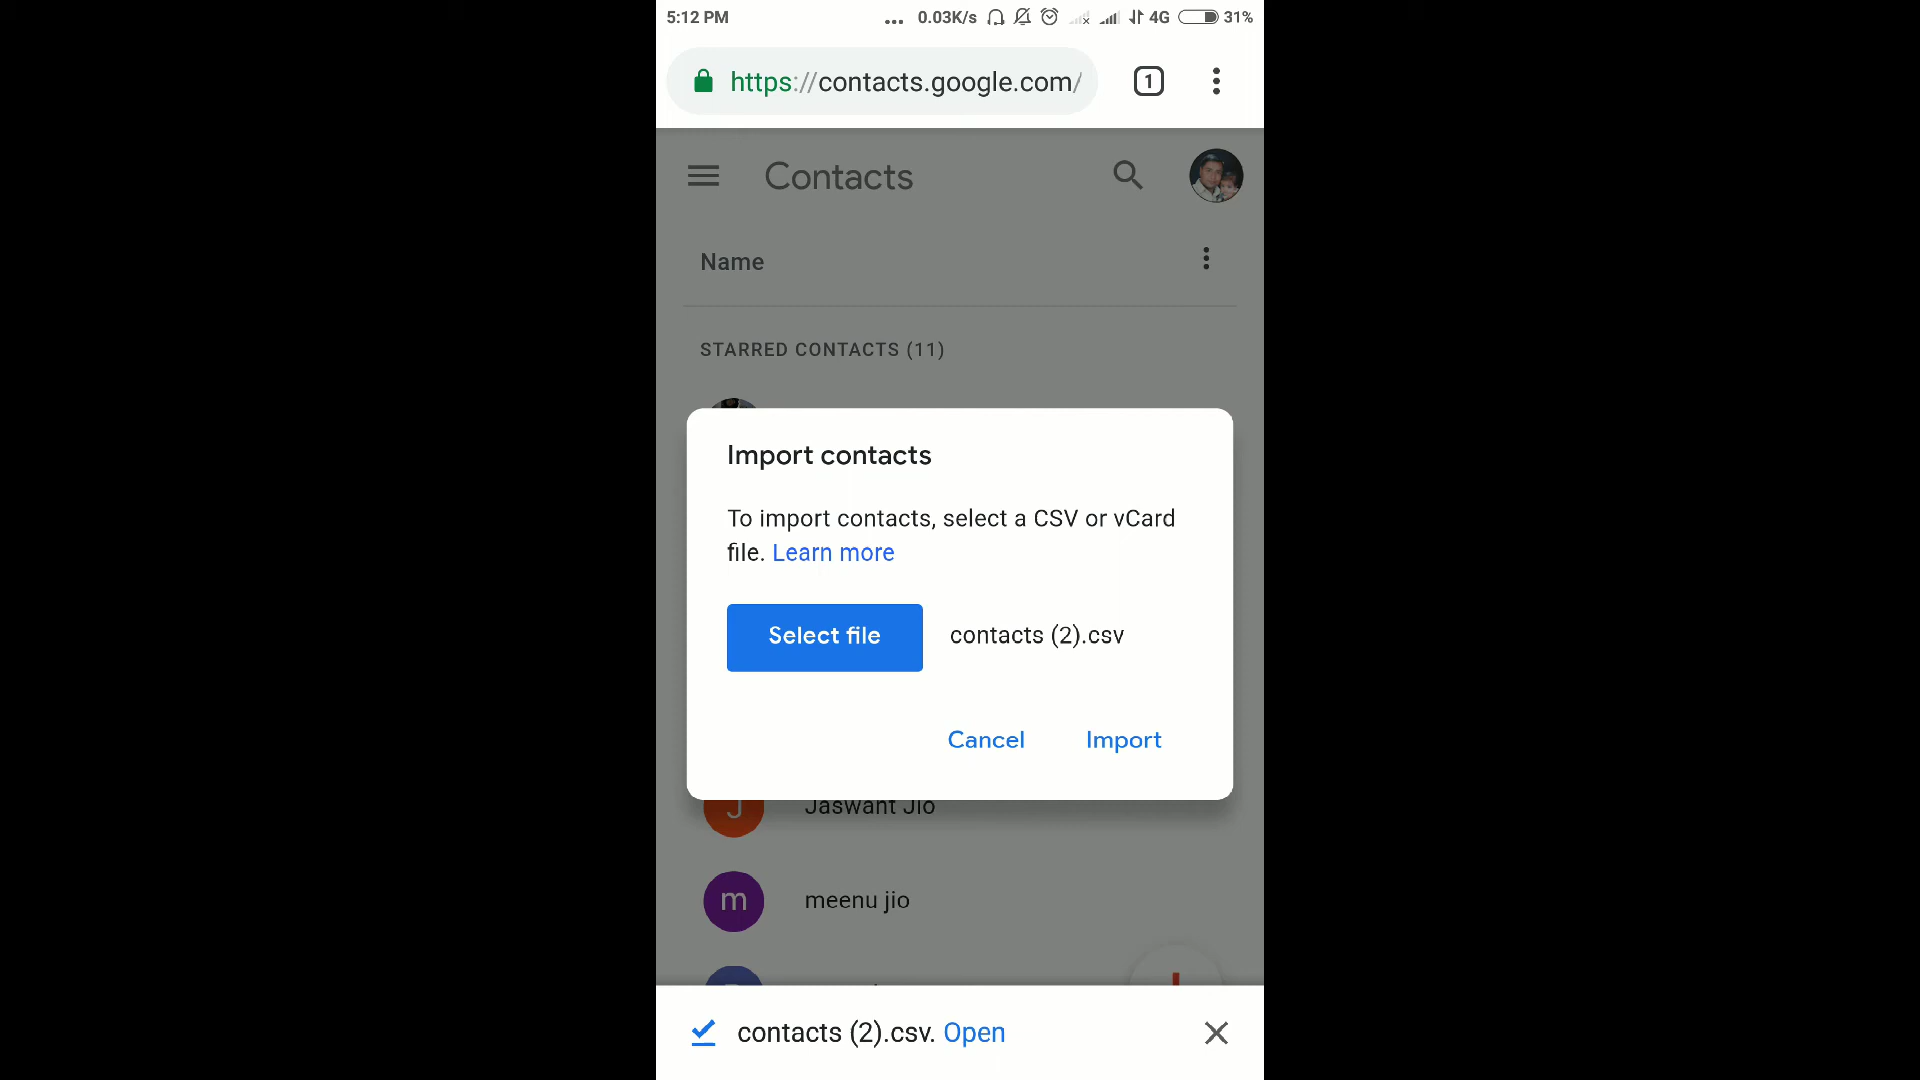 5:12 PM ... 0.03K/s 4G 31%
https://contacts.google.com/ 1
Contacts
Name
STARRED CONTACTS (11)
Import contacts
To import contacts, select a CSV or vCard
file. Learn more
Select file contacts (2).csv
Cancel Import
J Jaswant Jio
m meenu jio
contacts (2).csv. Open